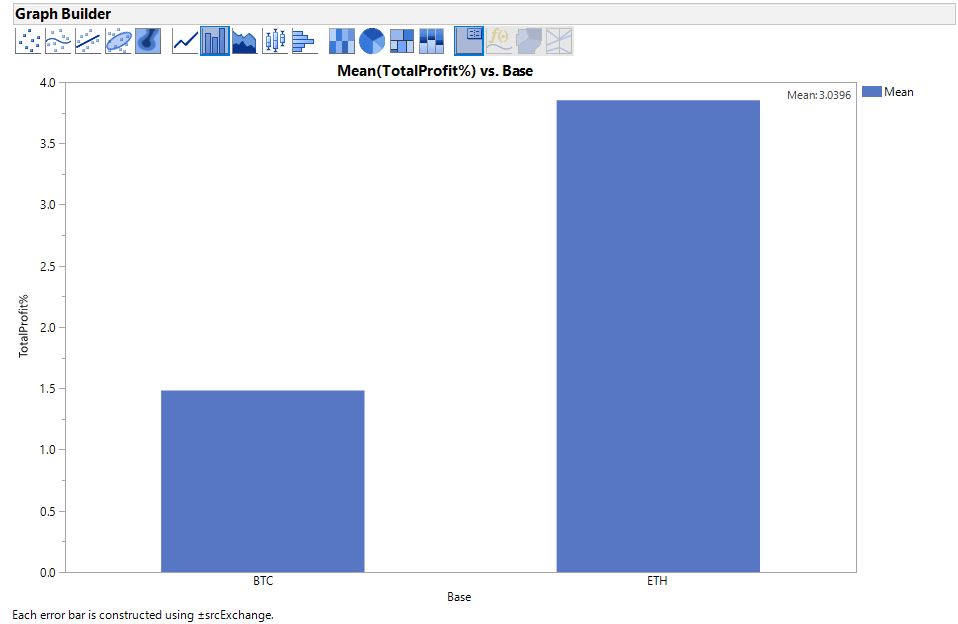 Graph Builder
Mean(TotalProfit%) vs. Base
Mean:3.0396
Mean
TotalProfit%
4.0
3.5
3.0
2.5
2.0
1.5
1.0
0.5
0.0
BTC
ETH
Base
Each error bar is constructed using ±srcExchange.